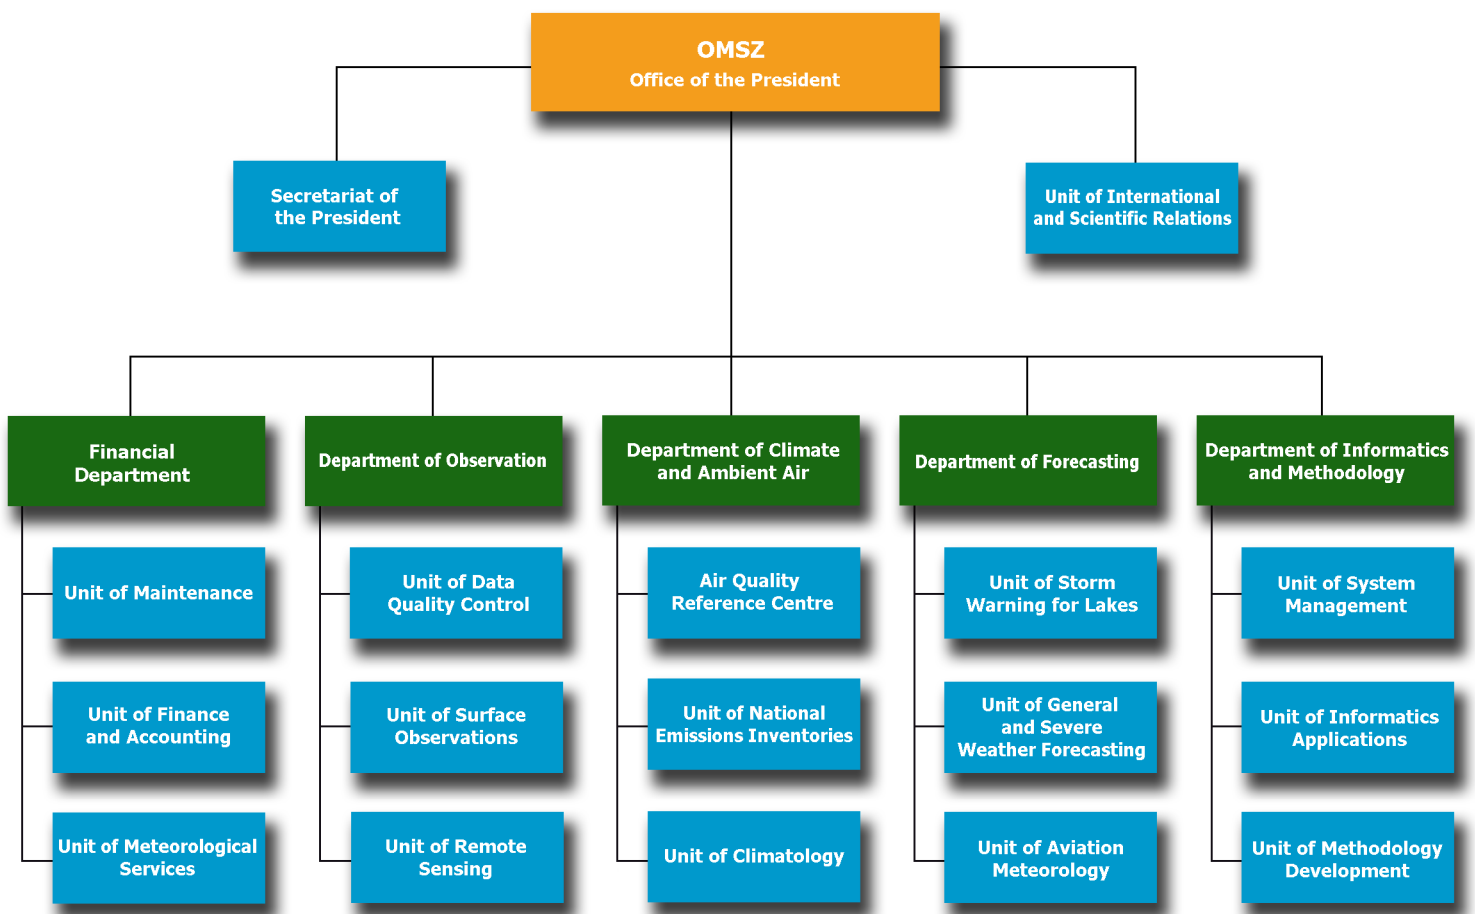 OMSZ
Office of the President
Secretariat of
the President
Unit of International
and Scientific Relations
Financial
Department
Department of Observation
Department of Climate
and Ambient Air
Department of Forecasting
Department of Informatics
and Methodology
Unit of Maintenance
Unit of Data
Quality Control
Air Quality
Reference Centre
Unit of Storm
Warning for Lakes
Unit of System
Management
Unit of Finance
and Accounting
Unit of Surface
Observations
Unit of National
Emissions Inventories
Unit of General
and Severe
Weather Forecasting
Unit of Informatics
Applications
Unit of Meteorological
Services
Unit of Remote
Sensing
Unit of Climatology
Unit of Aviation
Meteorology
Unit of Methodology
Development